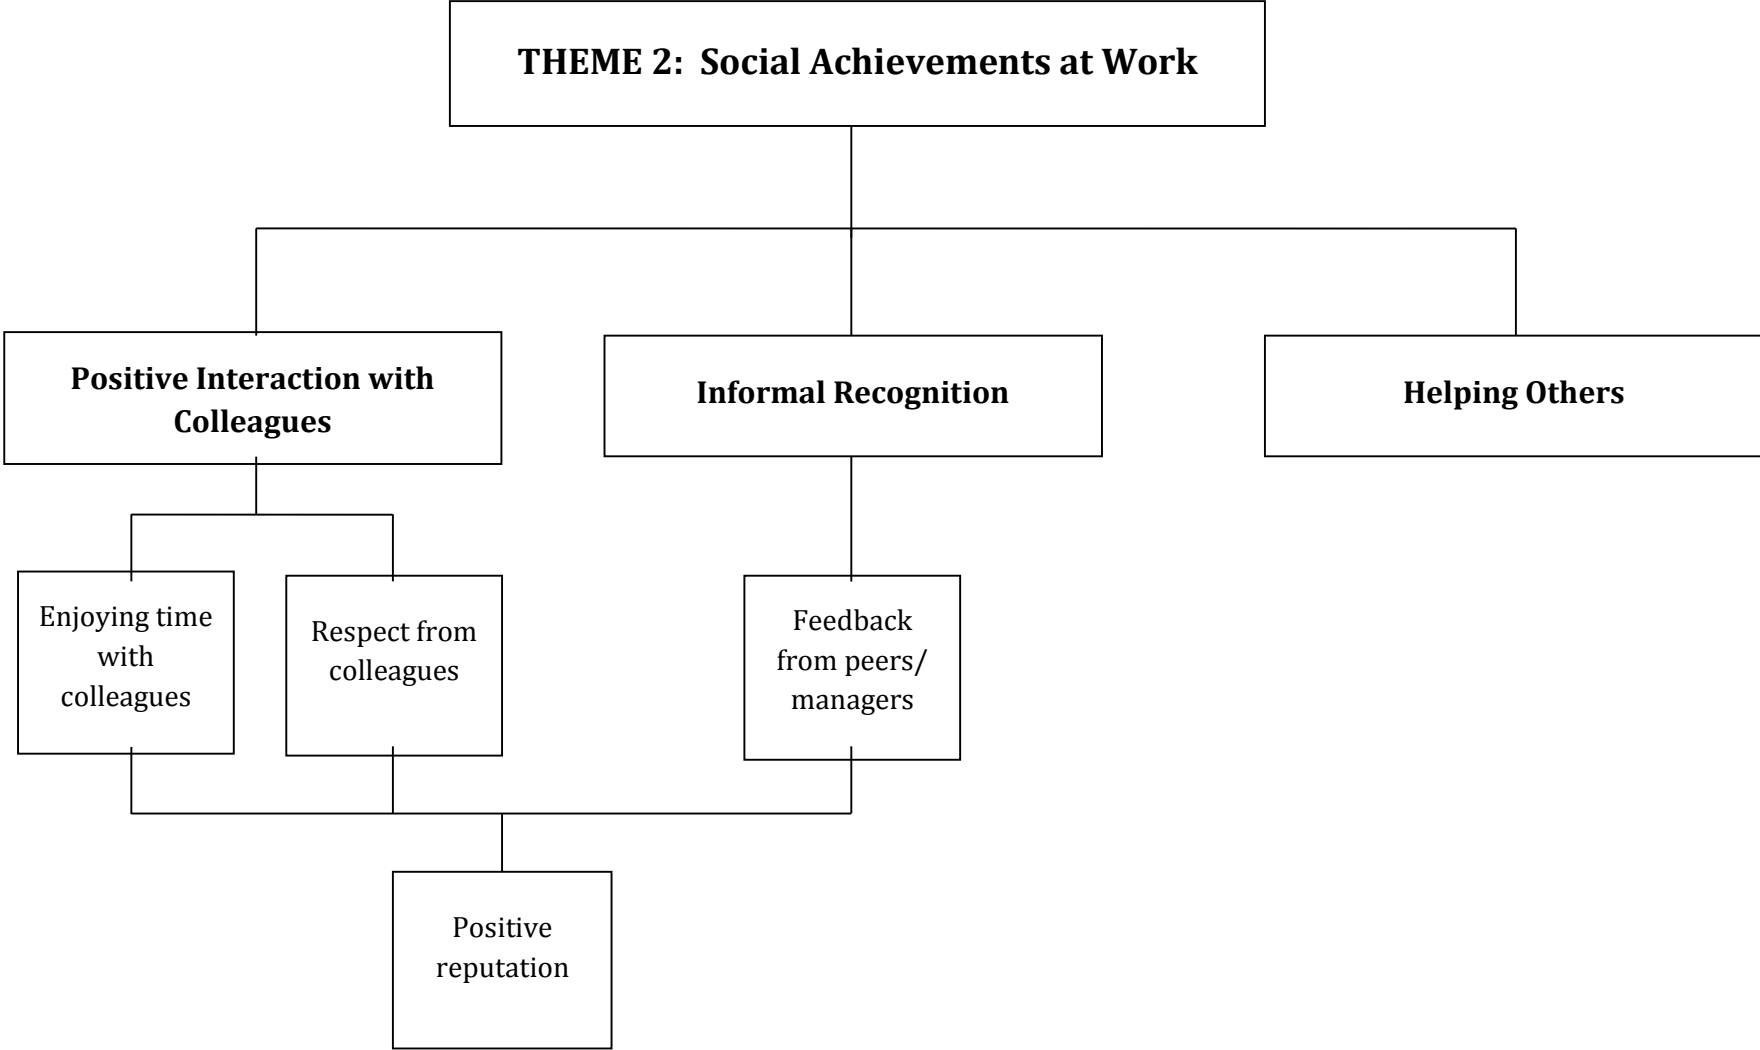 THEME 2:  Social Achievements at Work
Positive Interaction with
Colleagues
Informal Recognition
Helping Others
Enjoying time
with
colleagues
Respect from
colleagues
Feedback
from peers/
managers
Positive
reputation